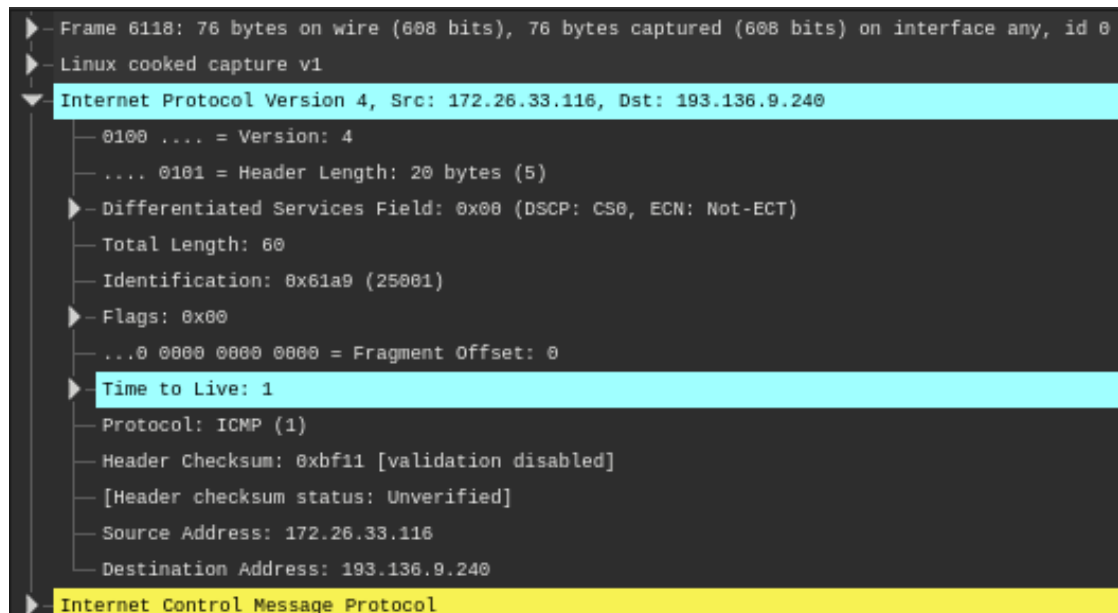 Frame 6118: 76 bytes on wire (608 bits), 76 bytes captured (608 bits) on interface any, id 0
Linux cooked capture v1
Internet Protocol Version 4, Src: 172.26.33.116, Dst: 193.136.9.240
0100 .... = Version: 4
.... 0101 = Header Length: 20 bytes (5)
Differentiated Services Field: 0x00 (DSCP: CS0, ECN: Not-ECT)
Total Length: 60
Identification: 0x61a9 (25001)
Flags: 0x00
...0 0000 0000 0000 = Fragment Offset: 0
Time to Live: 1
Protocol: ICMP (1)
Header Checksum: 0xbf11 [validation disabled]
[Header checksum status: Unverified]
Source Address: 172.26.33.116
Destination Address: 193.136.9.240
Internet Control Message Protocol